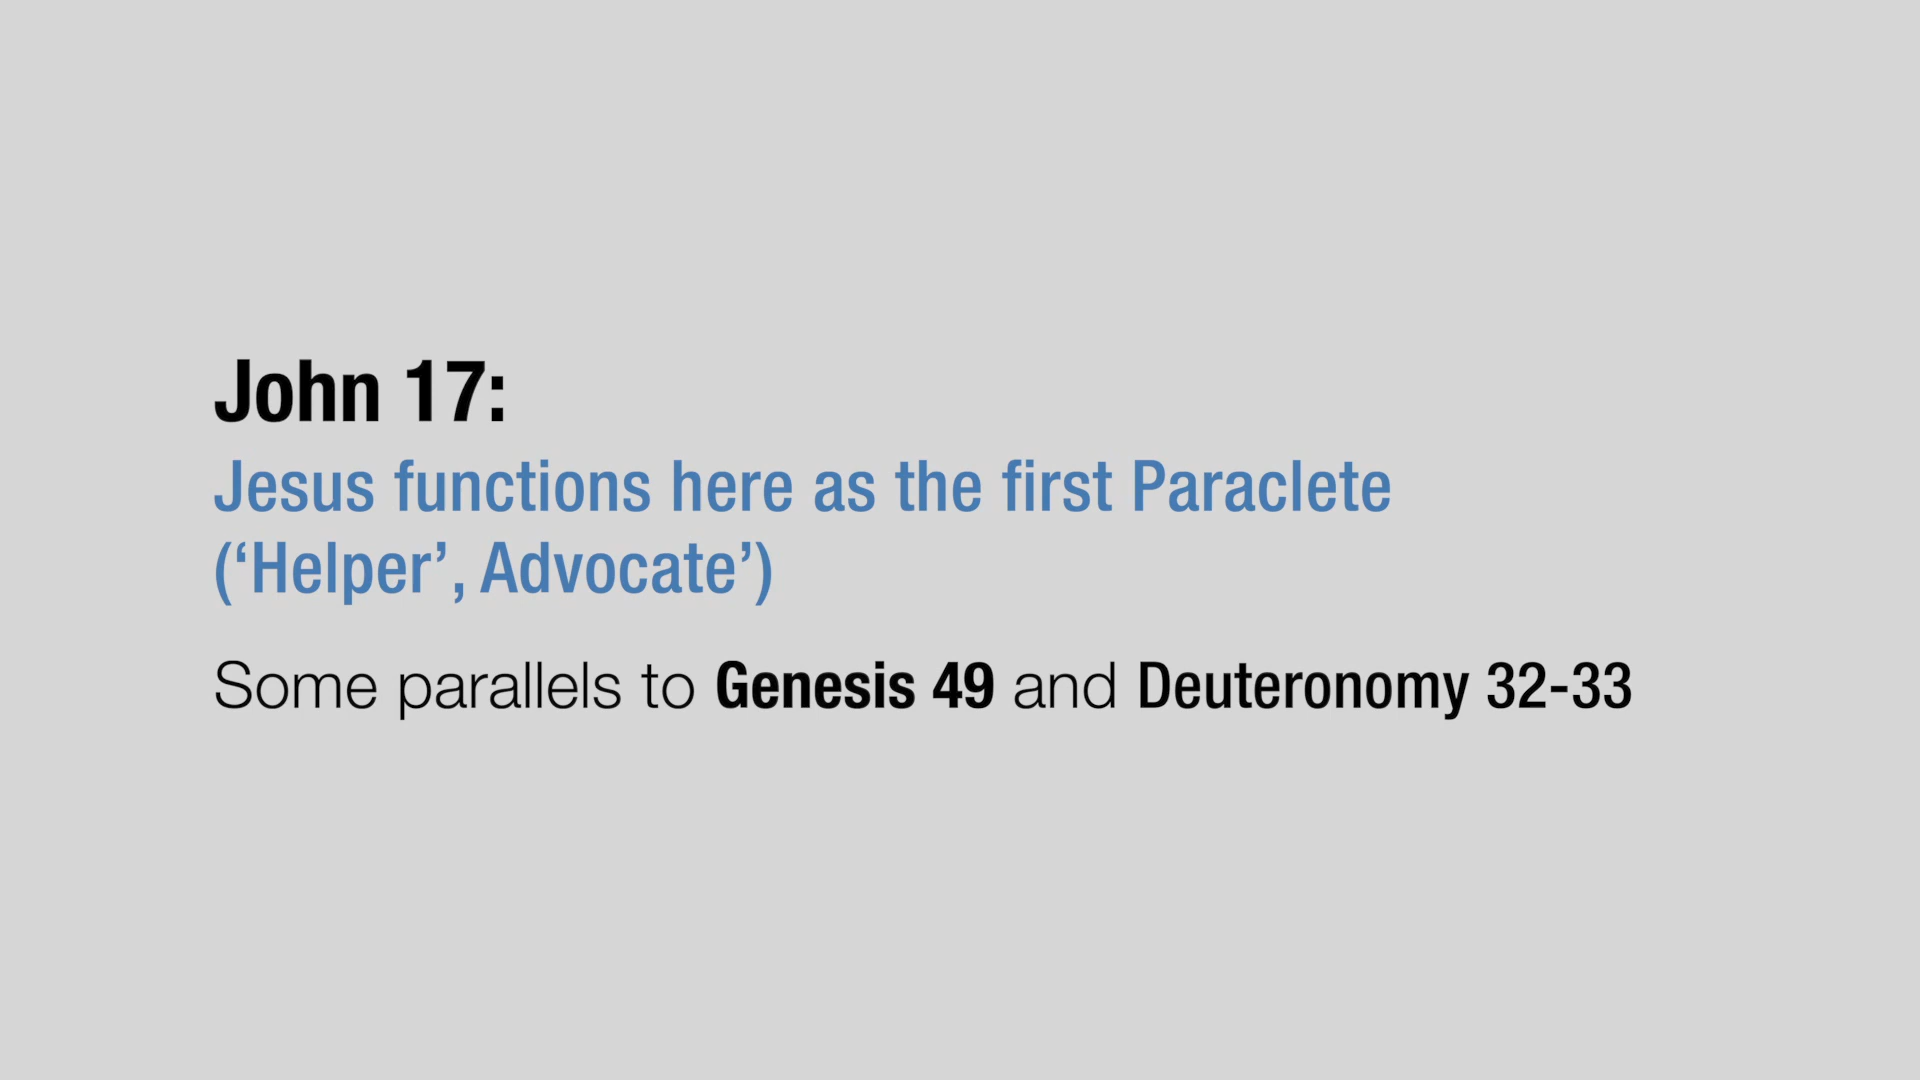 John 17:
Jesus functions here as the first Paraclete
(‘Helper’, Advocate’)
Some parallels to Genesis 49 and Deuteronomy 32-33